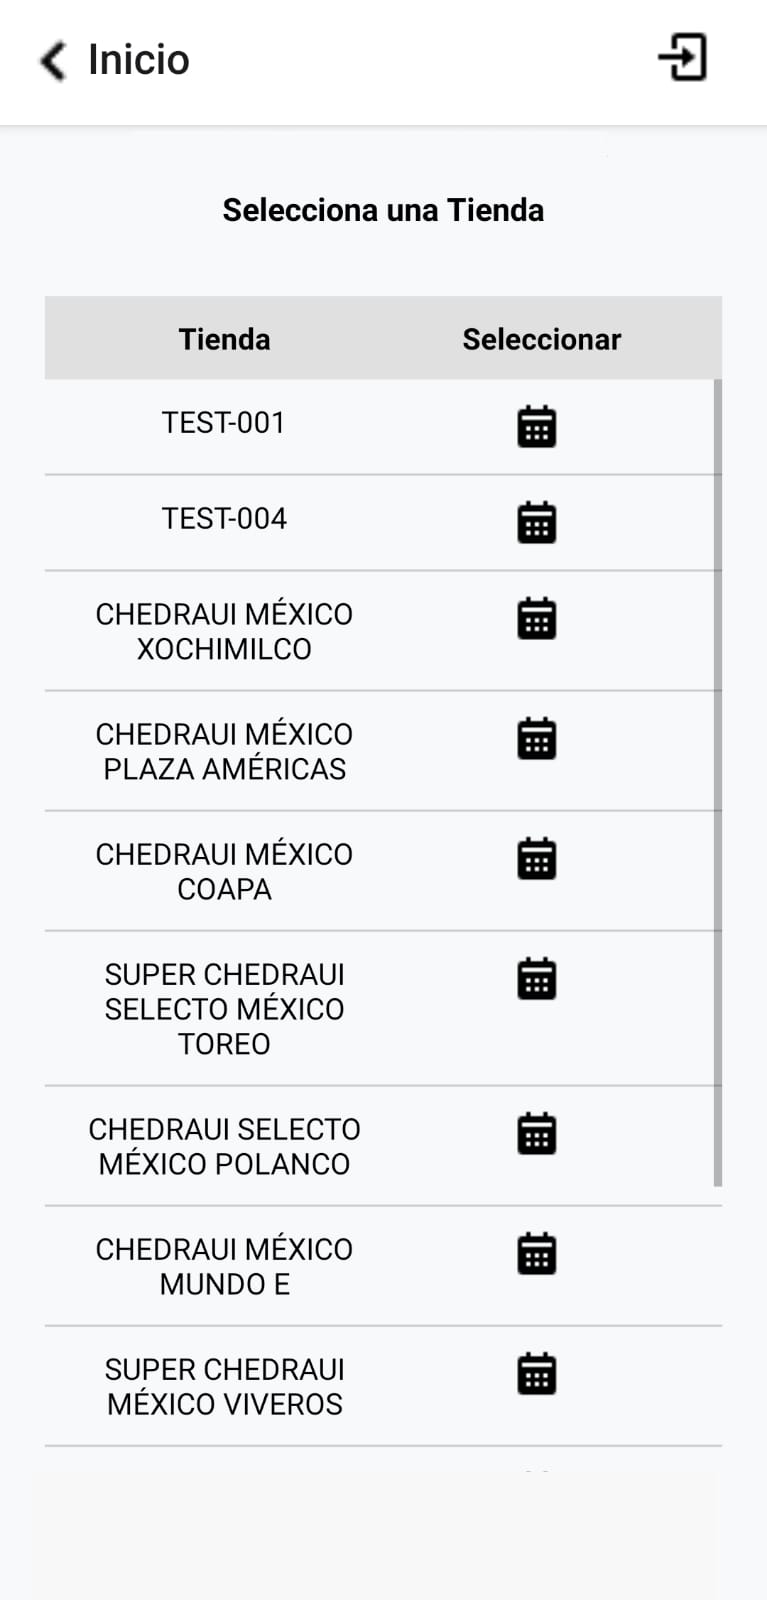 Inicio
Selecciona una Tienda
Tienda Seleccionar
TEST-001
TEST-004
CHEDRAUI MÉXICO
XOCHIMILCO
CHEDRAUI MÉXICO
PLAZA AMÉRICAS
CHEDRAUI MÉXICO
COAPA
SUPER CHEDRAUI
SELECTO MÉXICO
TOREO
CHEDRAUI SELECTO
MÉXICO POLANCO
CHEDRAUI MÉXICO
MUNDO E
SUPER CHEDRAUI
MÉXICO VIVEROS